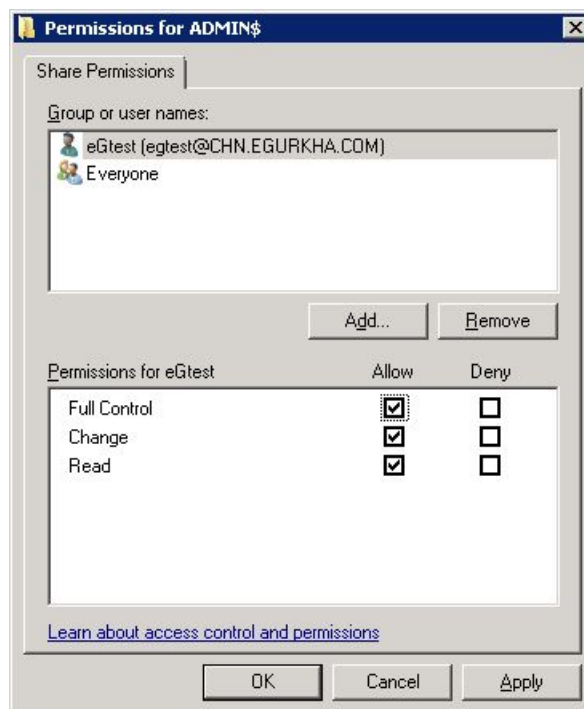 Permissions for ADMIN$
Share Permissions
Group or user names:
eGtest (egtest@CHN.EGURKHA.COM)
Everyone
Add... Remove
Permissions for eGtest Allow Deny
Full Control
Change
Read
Learn about access control and permissions
OK Cancel Apply